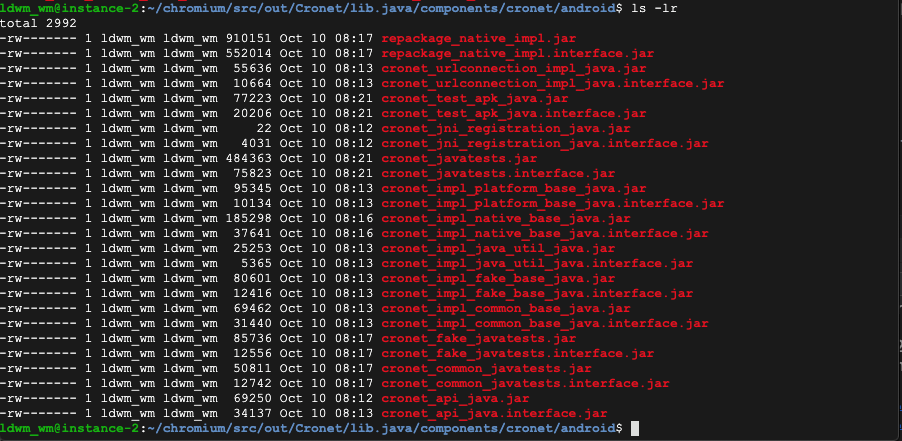 ldwm_wm@instance-2:~/chromium/src/out/Cronet/lib.java/components/cronet/android$ ls -lr
total 2992
-rw------- 1 ldwm_wm ldwm_wm 910151 Oct 10 08:17 repackage_native_impl.jar
-rw------- 1 ldwm_wm ldwm_wm 552014 Oct 10 08:17 repackage_native_impl.interface.jar
-rw------- 1 ldwm_wm ldwm_wm  55636 Oct 10 08:13 cronet_urlconnection_impl_java.jar
-rw------- 1 ldwm_wm ldwm_wm  10664 Oct 10 08:13 cronet_urlconnection_impl_java.interface.jar
-rw------- 1 ldwm_wm ldwm_wm  77223 Oct 10 08:21 cronet_test_apk_java.jar
-rw------- 1 ldwm_wm ldwm_wm  20206 Oct 10 08:21 cronet_test_apk_java.interface.jar
-rw------- 1 ldwm_wm ldwm_wm     22 Oct 10 08:12 cronet_jni_registration_java.jar
-rw------- 1 ldwm_wm ldwm_wm   4031 Oct 10 08:12 cronet_jni_registration_java.interface.jar
-rw------- 1 ldwm_wm ldwm_wm 484363 Oct 10 08:21 cronet_javatests.jar
-rw------- 1 ldwm_wm ldwm_wm  75823 Oct 10 08:21 cronet_javatests.interface.jar
-rw------- 1 ldwm_wm ldwm_wm  95345 Oct 10 08:13 cronet_impl_platform_base_java.jar
-rw------- 1 ldwm_wm ldwm_wm  10134 Oct 10 08:13 cronet_impl_platform_base_java.interface.jar
-rw------- 1 ldwm_wm ldwm_wm 185298 Oct 10 08:16 cronet_impl_native_base_java.jar
-rw------- 1 ldwm_wm ldwm_wm  37641 Oct 10 08:16 cronet_impl_native_base_java.interface.jar
-rw------- 1 ldwm_wm ldwm_wm  25253 Oct 10 08:13 cronet_impl_java_util_java.jar
-rw------- 1 ldwm_wm ldwm_wm   5365 Oct 10 08:13 cronet_impl_java_util_java.interface.jar
-rw------- 1 ldwm_wm ldwm_wm  80601 Oct 10 08:13 cronet_impl_fake_base_java.jar
-rw------- 1 ldwm_wm ldwm_wm  12416 Oct 10 08:13 cronet_impl_fake_base_java.interface.jar
-rw------- 1 ldwm_wm ldwm_wm  69462 Oct 10 08:13 cronet_impl_common_base_java.jar
-rw------- 1 ldwm_wm ldwm_wm  31440 Oct 10 08:13 cronet_impl_common_base_java.interface.jar
-rw------- 1 ldwm_wm ldwm_wm  85736 Oct 10 08:17 cronet_fake_javatests.jar
-rw------- 1 ldwm_wm ldwm_wm  12556 Oct 10 08:17 cronet_fake_javatests.interface.jar
-rw------- 1 ldwm_wm ldwm_wm  50811 Oct 10 08:17 cronet_common_javatests.jar
-rw------- 1 ldwm_wm ldwm_wm  12742 Oct 10 08:17 cronet_common_javatests.interface.jar
-rw------- 1 ldwm_wm ldwm_wm  69250 Oct 10 08:12 cronet_api_java.jar
-rw------- 1 ldwm_wm ldwm_wm  34137 Oct 10 08:13 cronet_api_java.interface.jar
ldwm_wm@instance-2:~/chromium/src/out/Cronet/lib.java/components/cronet/android$